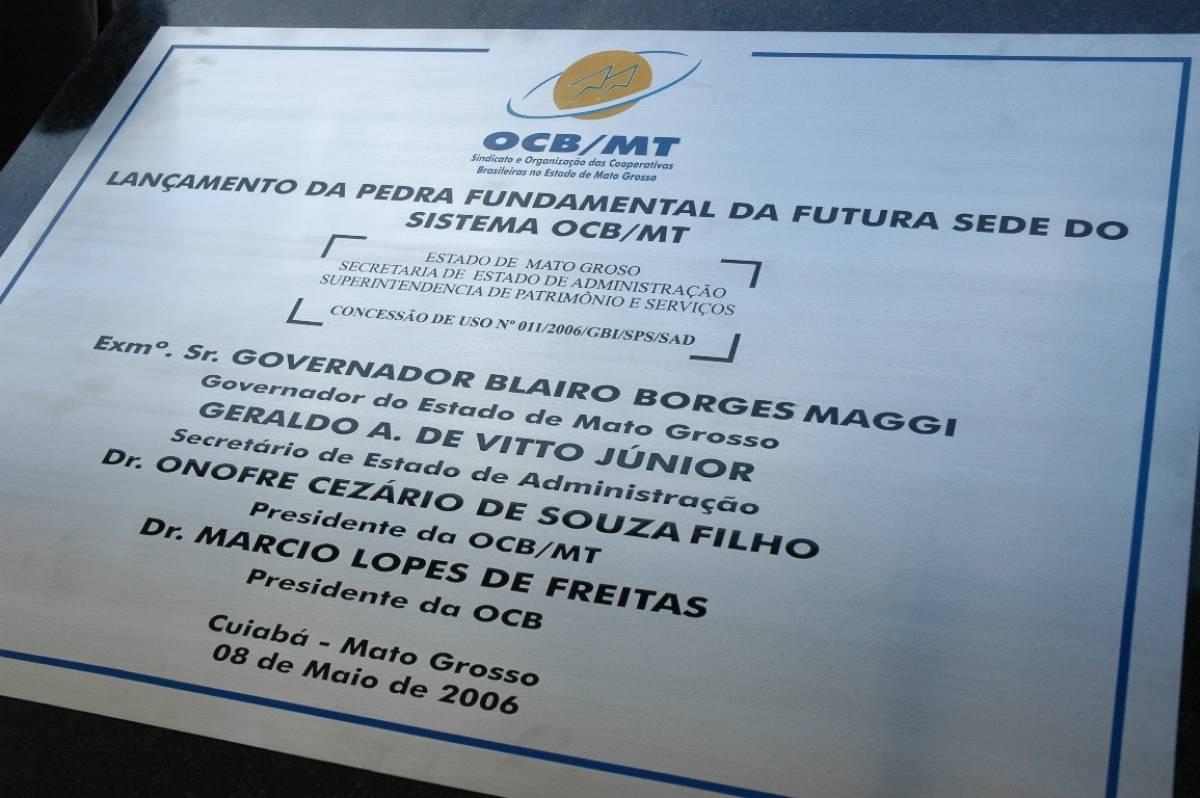 OCB/MT
Sindicato e Organização das Cooperativas
Brasileiras no Estado de Mato Grosso
LANÇAMENTO DA PEDRA FUNDAMENTAL DA FUTURA SEDE DO
SISTEMA OCB/MT
ESTADO DE MATO GROSO
SECRETARIA DE ESTADO DE ADMINISTRAÇÃO
SUPERINTENDENCIA DE PATRIMÔNIO E SERVIÇOS
CONCESSÃO DE USO Nº 011/2006/GBI/SPS/SAD
Exmº. Sr. GOVERNADOR BLAIRO BORGES MAGGI
Governador do Estado de Mato Grosso
GERALDO A. DE VITTO JÚNIOR
Secretário de Estado de Administração
Dr. ONOFRE CEZÁRIO DE SOUZA FILHO
Presidente da OCB/MT
Dr. MARCIO LOPES DE FREITAS
Presidente da OCB
Cuiabá - Mato Grosso
08 de Maio de 2006